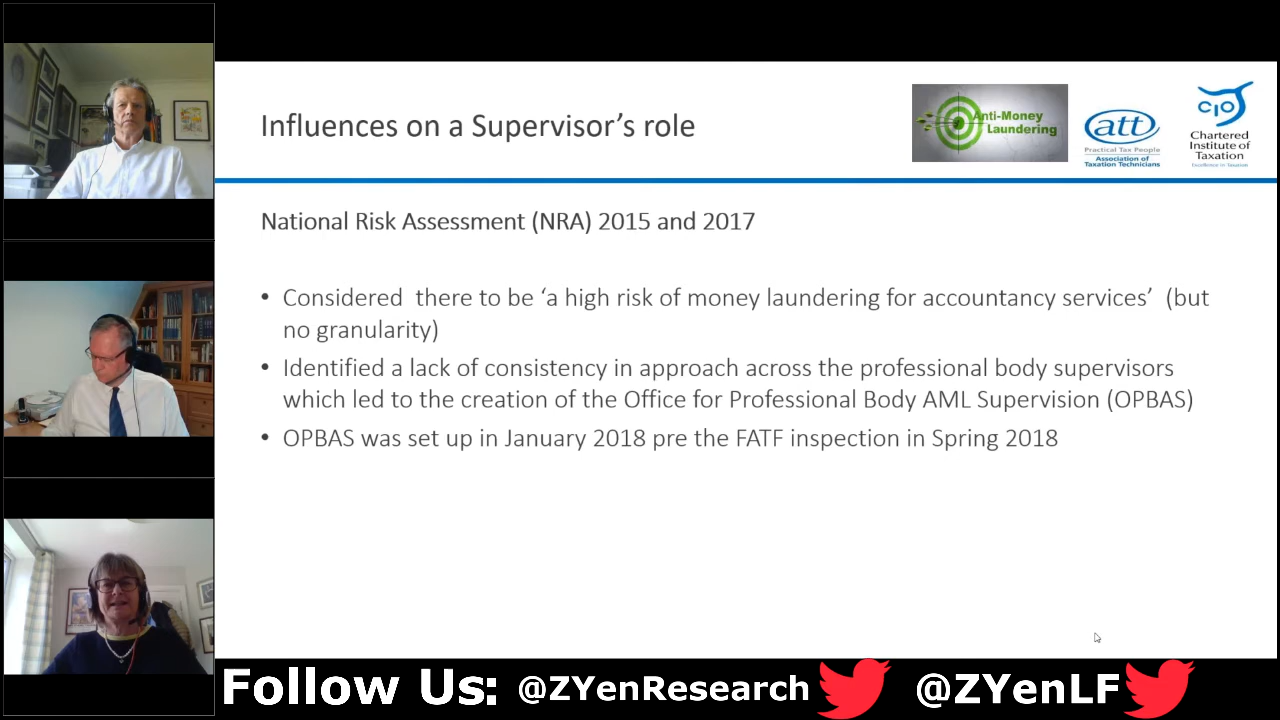 Influences on a Supervisor’s role
Anti-Money
Laundering
att
Practical Tax People
Association of
Taxation Technicians
CIOT
Chartered
Institute of
Taxation
Excellence in Taxation
National Risk Assessment (NRA) 2015 and 2017
• Considered  there to be ‘a high risk of money laundering for accountancy services’  (but
no granularity)
• Identified a lack of consistency in approach across the professional body supervisors
which led to the creation of the Office for Professional Body AML Supervision (OPBAS)
• OPBAS was set up in January 2018 pre the FATF inspection in Spring 2018
Follow Us: @ZYenResearch @ZYenLF